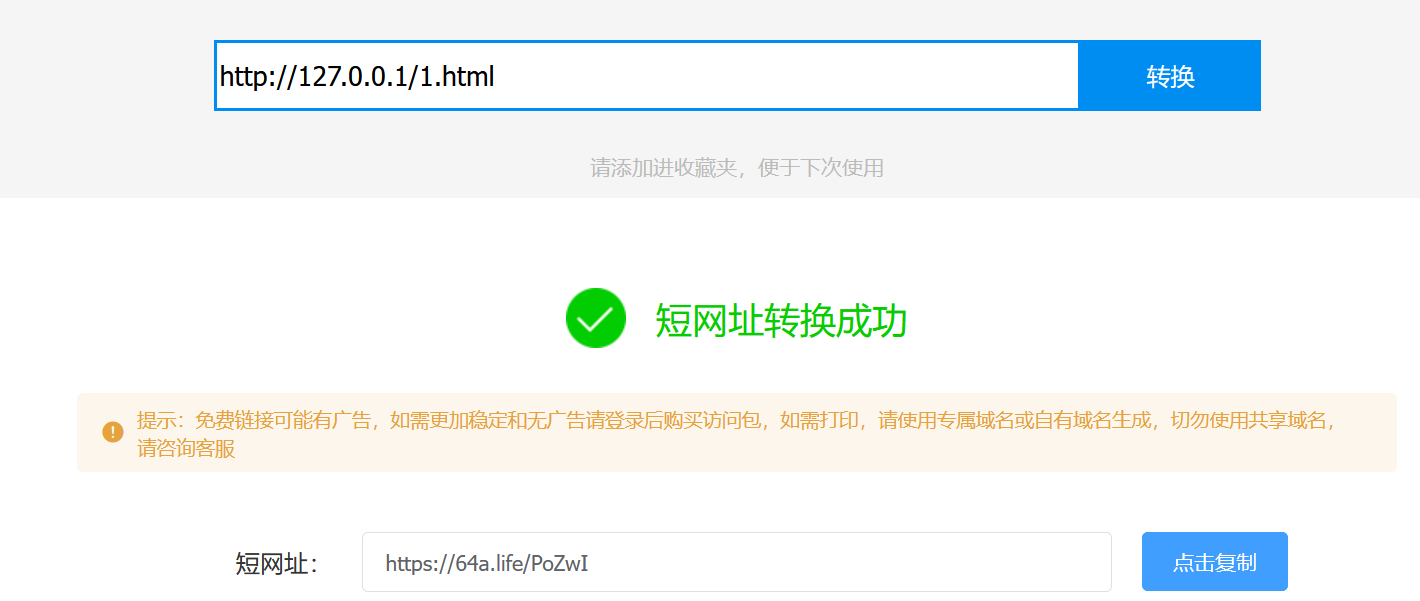 http://127.0.0.1/1.html
转换
请添加进收藏夹，便于下次使用
短网址转换成功
提示：免费链接可能有广告，如需更加稳定和无广告请登录后购买访问包，如需打印，请使用专属域名或自有域名生成，切勿使用共享域名，
请咨询客服
短网址：
https://64a.life/PoZwI
点击复制